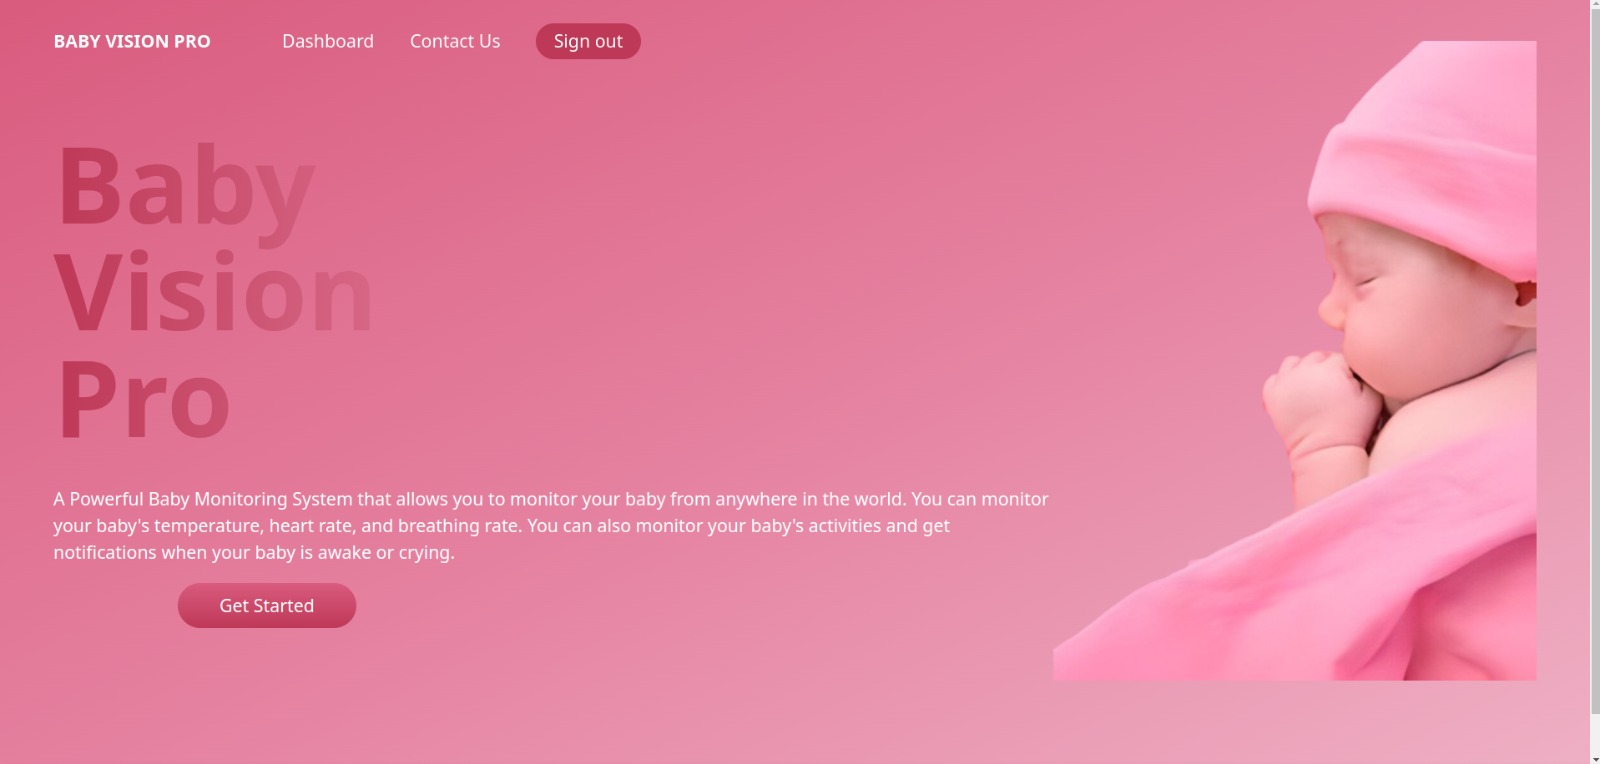 BABY VISION PRO Dashboard Contact Us Sign out
Baby
Vision
Pro
A Powerful Baby Monitoring System that allows you to monitor your baby from anywhere in the world. You can monitor
your baby's temperature, heart rate, and breathing rate. You can also monitor your baby's activities and get
notifications when your baby is awake or crying.
Get Started